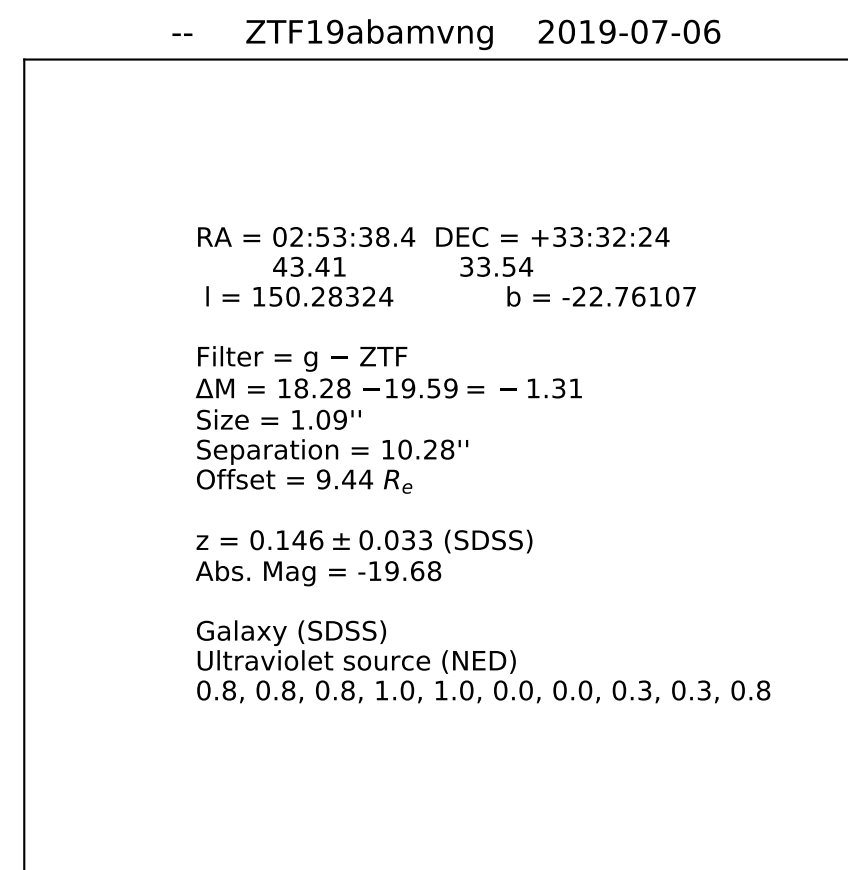 -- ZTF19abamvng 2019-07-06
RA = 02:53:38.4 DEC = +33:32:24
43.41 33.54
l = 150.28324 b = -22.76107
Filter = g − ZTF
ΔM = 18.28 −19.59 = − 1.31
Size = 1.09''
Separation = 10.28''
Offset = 9.44 Re
z = 0.146 ± 0.033 (SDSS)
Abs. Mag = -19.68
Galaxy (SDSS)
Ultraviolet source (NED)
0.8, 0.8, 0.8, 1.0, 1.0, 0.0, 0.0, 0.3, 0.3, 0.8